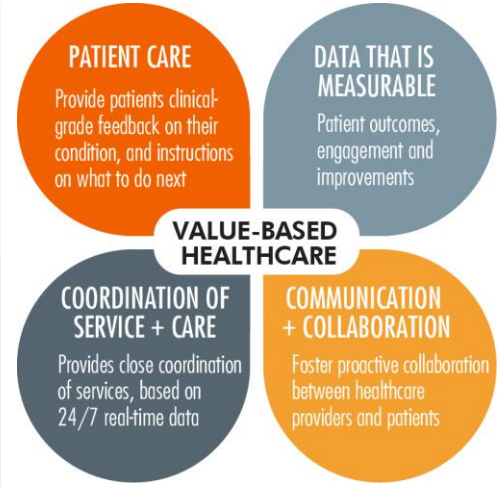 PATIENT CARE
Provide patients clinical-
grade feedback on their
condition, and instructions
on what to do next
DATA THAT IS
MEASURABLE
Patient outcomes,
engagement and
improvements
VALUE-BASED
HEALTHCARE
COORDINATION OF
SERVICE + CARE
Provides close coordination
of services, based on
24/7 real-time data
COMMUNICATION
+ COLLABORATION
Foster proactive collaboration
between healthcare
providers and patients